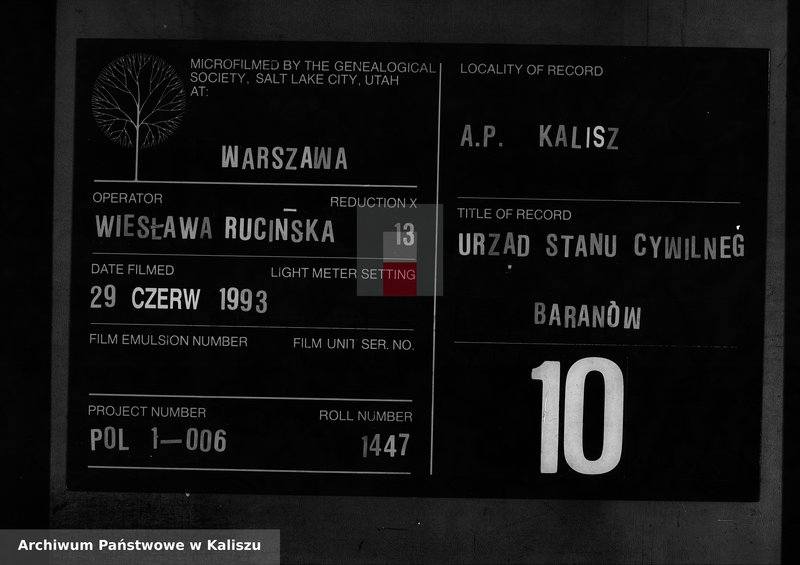 MICROFILMED BY THE GENEALOGICAL
SOCIETY, SALT LAKE CITY, UTAH
AT:
WARSZAWA
OPERATOR
REDUCTION X
WIESŁAWA RUCIŃSKA
13
DATE FILMED
LIGHT METER SETTING
29 CZERW 1993
FILM EMULSION NUMBER
FILM UNIT SER. NO.
PROJECT NUMBER
ROLL NUMBER
POL 1—006
1447
LOCALITY OF RECORD
A.P. KALISZ
TITLE OF RECORD
URZĄD STANU CYWILNEG
BARANÓW
10
Archiwum Państwowe w Kaliszu